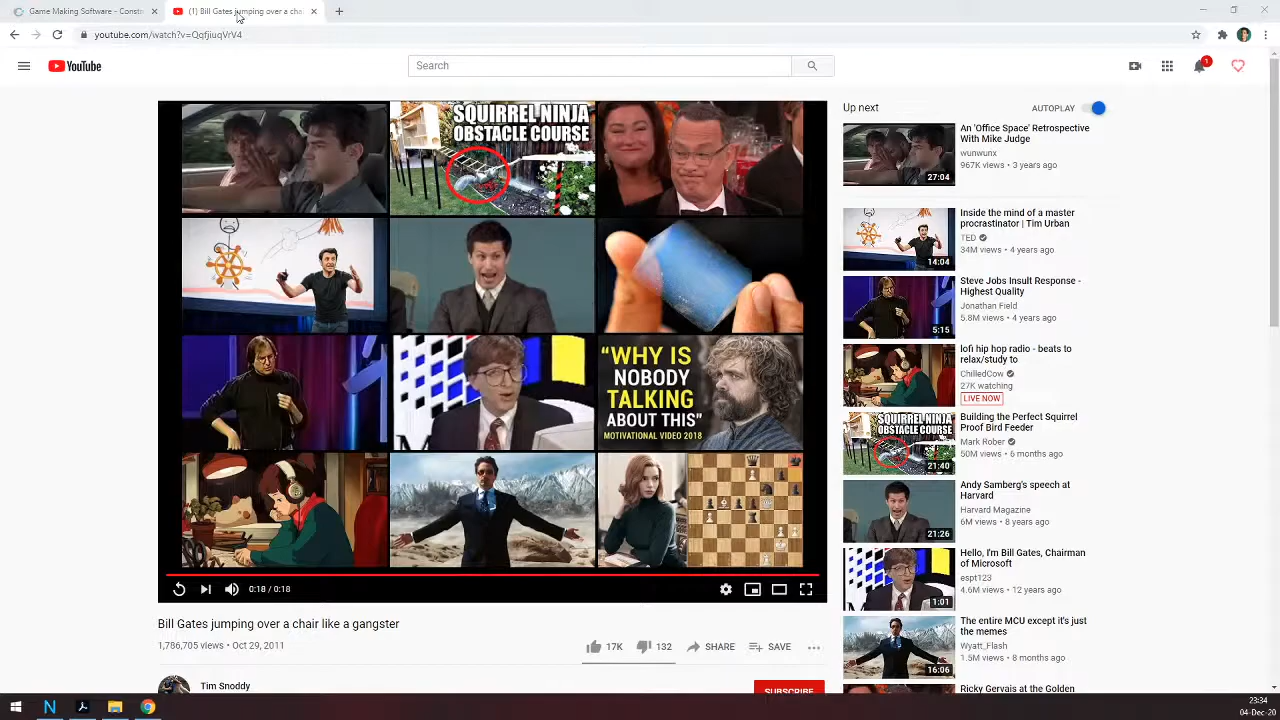 Game Making Software - Constru
(1) Bill Gates jumping over a cha
youtube.com/watch?v=QqfjiuqVrV4
YouTube
Search
1
SQUIRREL NINJA
OBSTACLE COURSE
"WHY IS
NOBODY
TALKING
ABOUT THIS"
MOTIVATIONAL VIDEO 2018
0:18 / 0:18
Bill Gates jumping over a chair like a gangster
1,786,705 views • Oct 29, 2011
17K
132
SHARE
SAVE
Tim Snoddy
SUBSCRIBE
Up next
AUTOPLAY
An 'Office Space' Retrospective
With Mike Judge
wunwunx
967K views • 3 years ago
27:04
Inside the mind of a master
procrastinator | Tim Urban
TED
34M views • 4 years ago
14:04
Steve Jobs Insult Response -
Highest Quality
Jonathan Field
5.8M views • 4 years ago
5:15
lofi hip hop radio - beats to
relax/study to
ChilledCow
27K watching
LIVE NOW
Building the Perfect Squirrel
Proof Bird Feeder
Mark Rober
50M views • 6 months ago
SQUIRREL NINJA
OBSTACLE COURSE
21:40
Andy Samberg's speech at
Harvard
Harvard Magazine
6M views • 8 years ago
21:26
Hello, I'm Bill Gates, Chairman
of Microsoft
espt123
4.6M views • 12 years ago
1:01
The entire MCU except it's just
the memes
Wyatt_Flash
1.5M views • 8 months ago
16:06
Ricky Gervais at the Golden
23:34
04-Dec-20